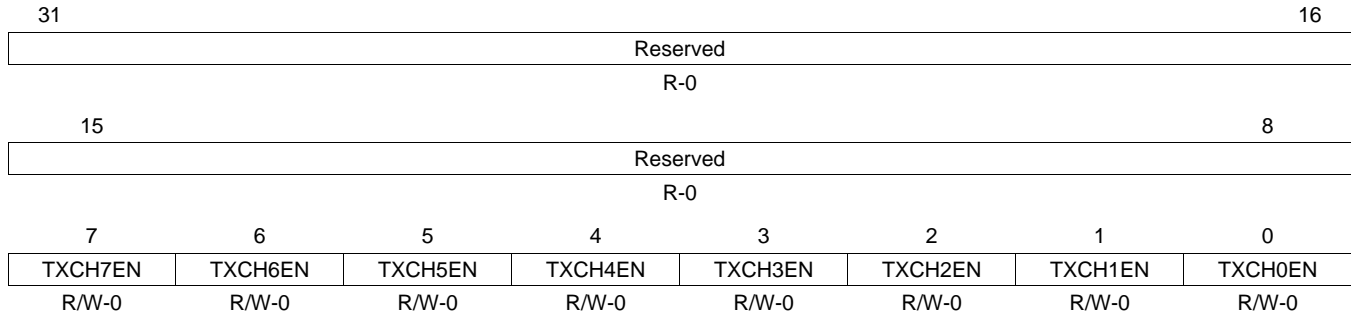 31 16
Reserved
R-0
15 8
Reserved
R-0
7 6 5 4 3 2 1 0
TXCH7EN TXCH6EN TXCH5EN TXCH4EN TXCH3EN TXCH2EN TXCH1EN TXCH0EN
R/W-0 R/W-0 R/W-0 R/W-0 R/W-0 R/W-0 R/W-0 R/W-0